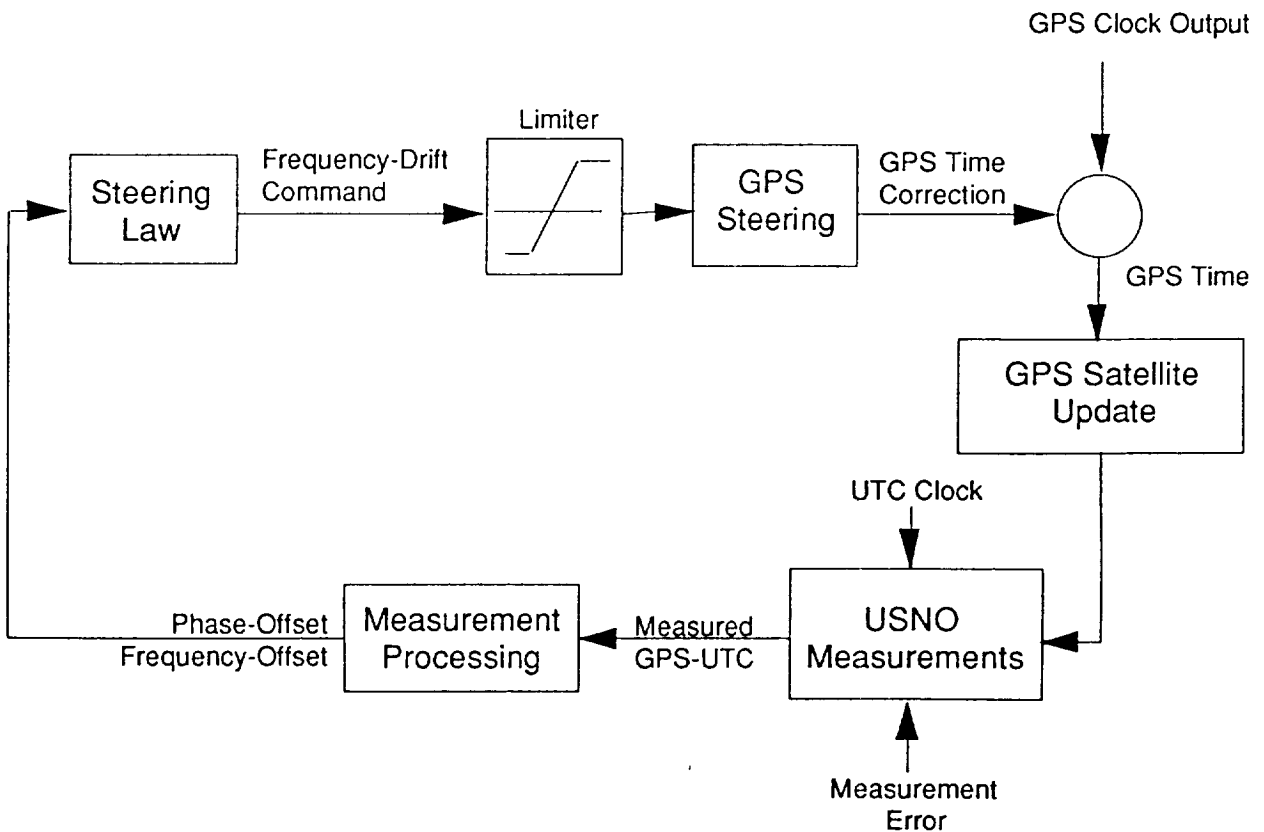 GPS Clock Output
Limiter
Steering
Law
Frequency-Drift
Command
GPS
Steering
GPS Time
Correction
GPS Time
GPS Satellite
Update
UTC Clock
USNO
Measurements
Measured
GPS-UTC
Measurement
Processing
Phase-Offset
Frequency-Offset
Measurement
Error